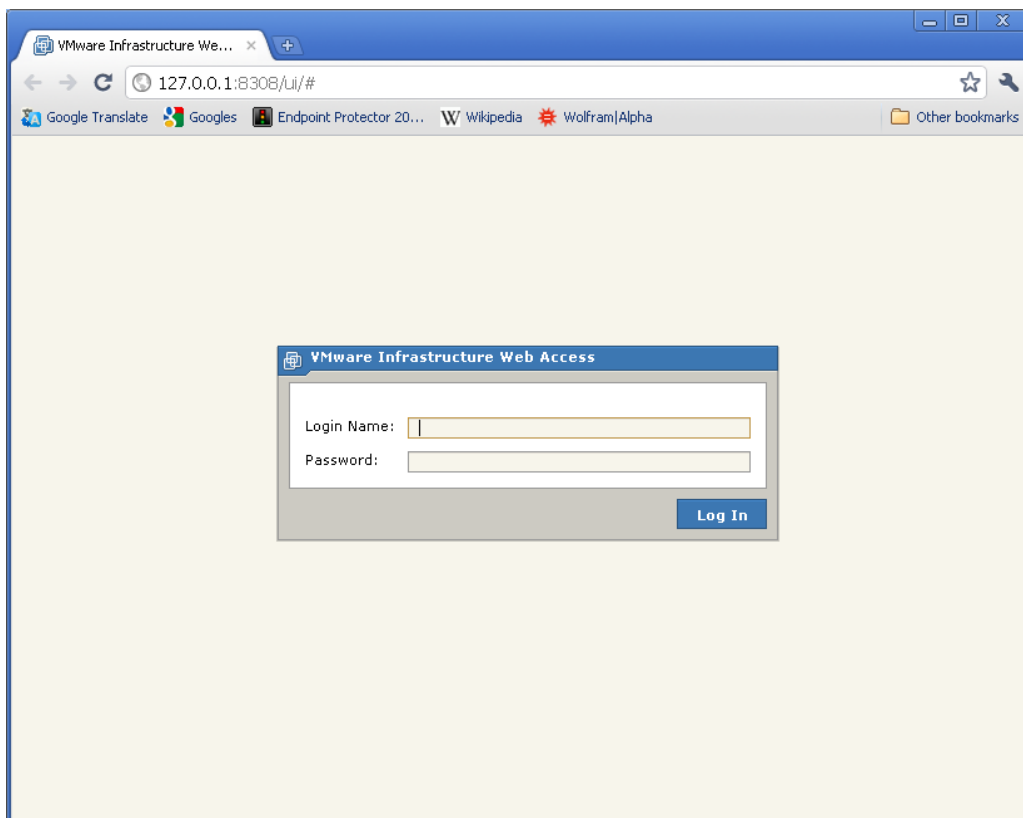 VMware Infrastructure We...
127.0.0.1:8308/ui/#
Google Translate Googles Endpoint Protector 20... W Wikipedia Wolfram|Alpha Other bookmarks
VMware Infrastructure Web Access
Login Name:
Password:
Log In